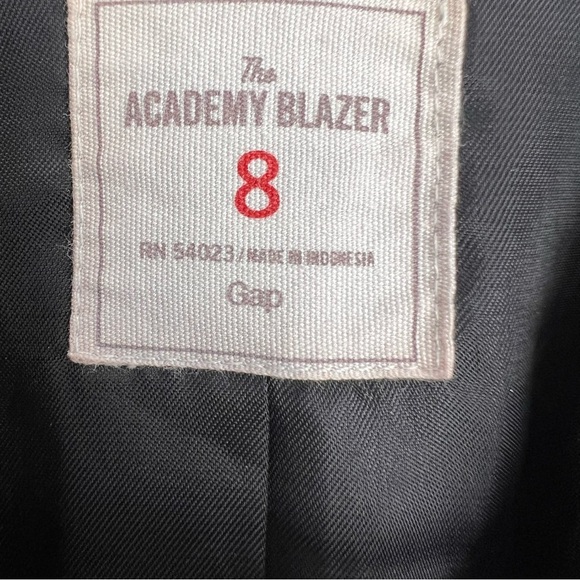 The
ACADEMY BLAZER
8
RN 54023/MADE IN INDONESIA
Gap